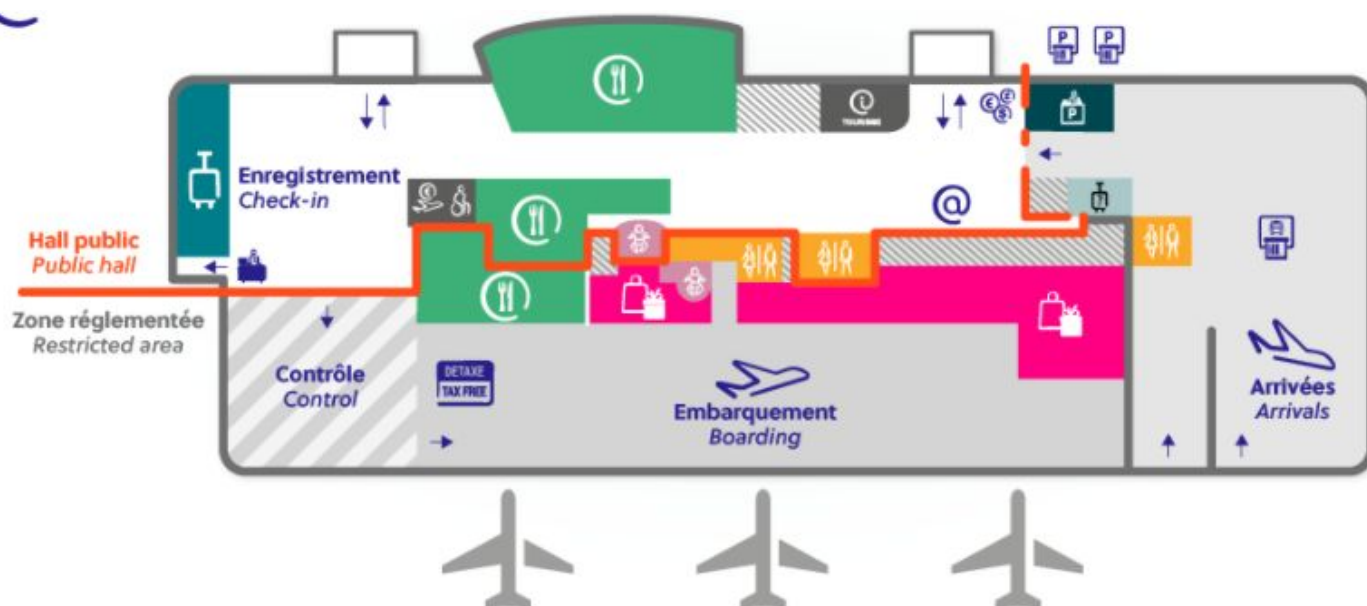 P P
€ £ $
P
i
TOURISME
Enregistrement
Check-in
€
@
?
Hall public
Public hall
Zone réglementée
Restricted area
Contrôle
Control
DETAXE
TAX FREE
Embarquement
Boarding
Arrivées
Arrivals